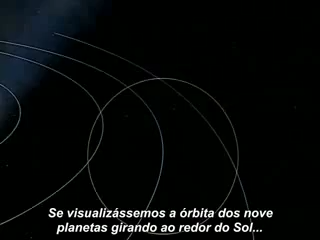 Se visualizássemos a órbita dos nove
planetas girando ao redor do Sol...